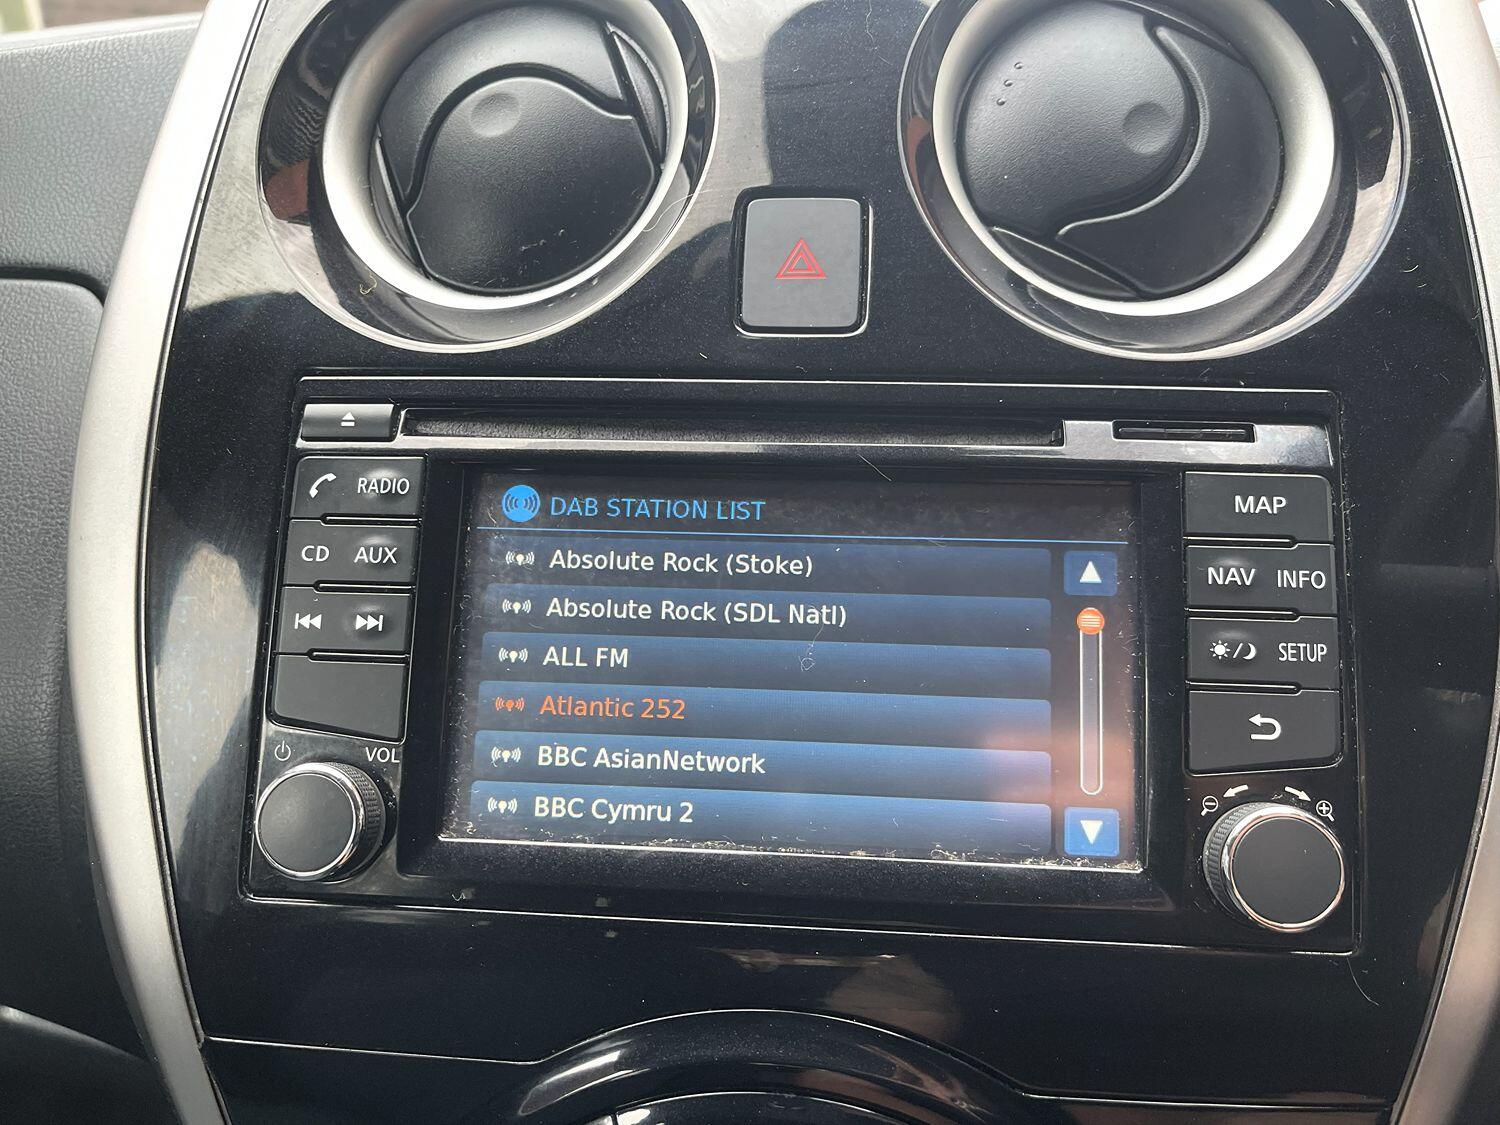 RADIO
CD AUX
VOL
DAB STATION LIST
Absolute Rock (Stoke)
Absolute Rock (SDL Natl)
ALL FM
Atlantic 252
BBC AsianNetwork
BBC Cymru 2
MAP
NAV INFO
SETUP